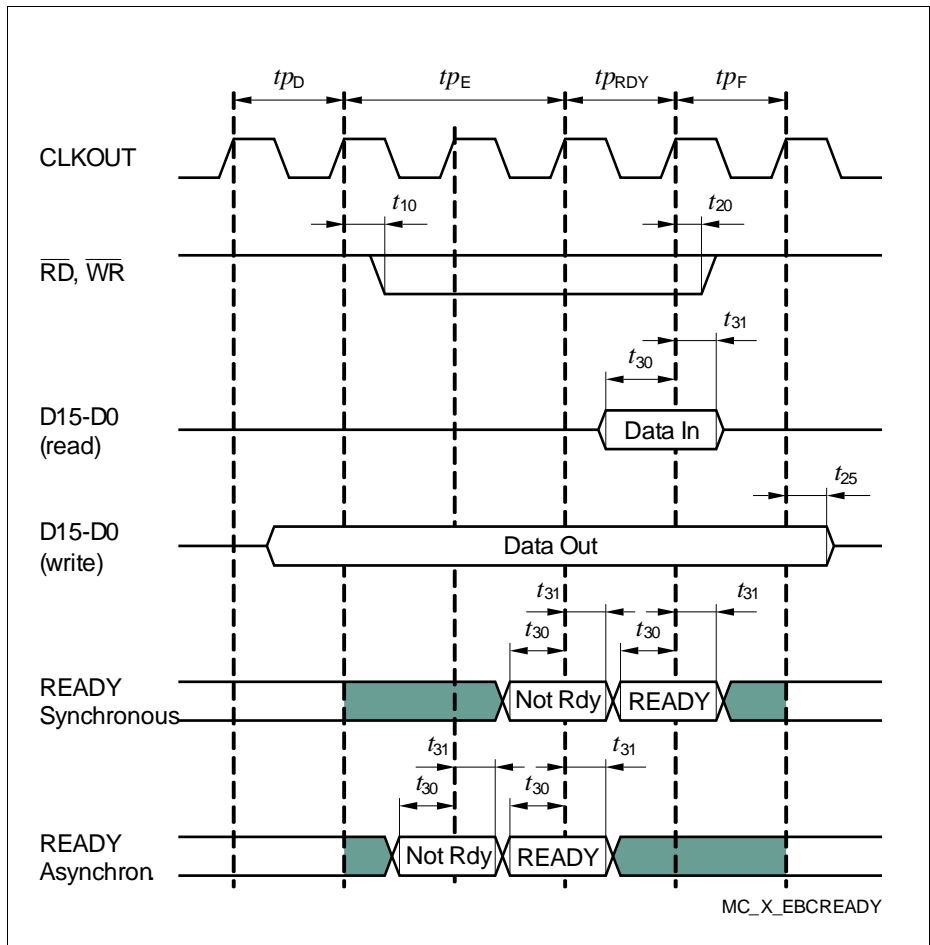 tpD tpE tpRDY tpF
CLKOUT
t10 t20
RD, WR
t31
t30
D15-D0
(read)
Data In
t25
D15-D0
(write)
Data Out
t31 t31
t30 t30
READY
Synchronous
Not Rdy READY
t31 t31
t30 t30
READY
Asynchron.
Not Rdy READY
MC_X_EBCREADY